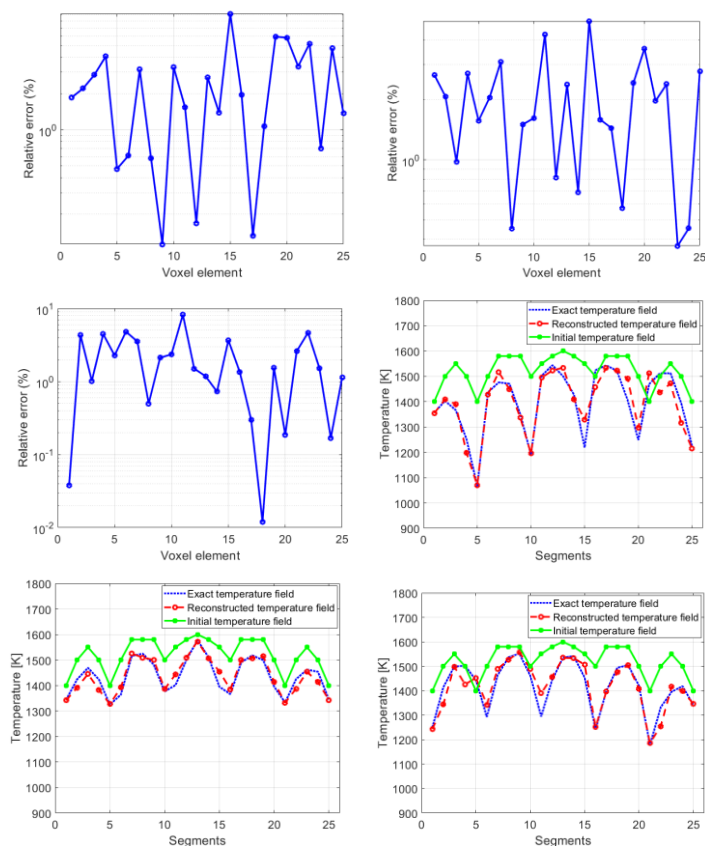 Relative error (%)
10^0
0 5 10 15 20 25
Voxel element
Relative error (%)
10^0
0 5 10 15 20 25
Voxel element
Relative error (%)
10^1
10^0
10^-1
10^-2
0 5 10 15 20 25
Voxel element
Temperature [K]
1800
1700
1600
1500
1400
1300
1200
1100
1000
900
0 5 10 15 20 25
Segments
Exact temperature field
Reconstructed temperature field
Initial temperature field
Temperature [K]
1800
1700
1600
1500
1400
1300
1200
1100
1000
900
0 5 10 15 20 25
Segments
Exact temperature field
Reconstructed temperature field
Initial temperature field
Temperature [K]
1800
1700
1600
1500
1400
1300
1200
1100
1000
900
0 5 10 15 20 25
Segments
Exact temperature field
Reconstructed temperature field
Initial temperature field